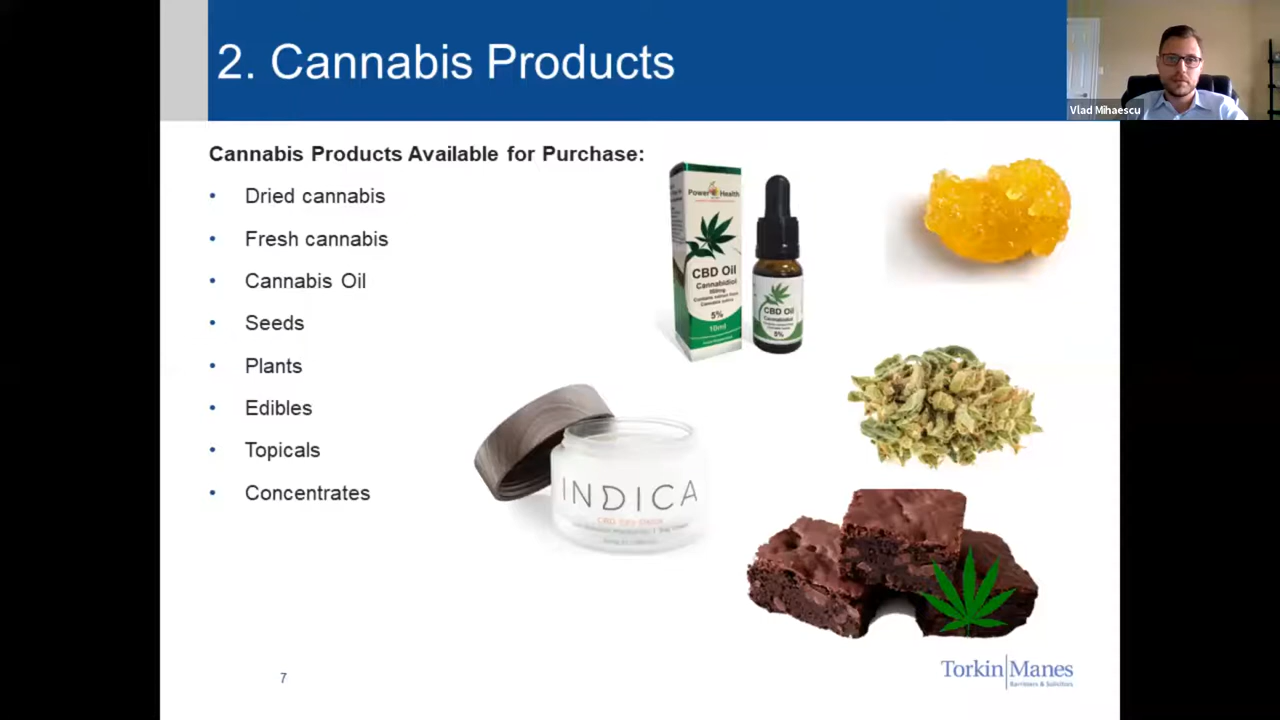 2. Cannabis Products
Vlad Mihaescu
Cannabis Products Available for Purchase:
• Dried cannabis
• Fresh cannabis
• Cannabis Oil
• Seeds
• Plants
• Edibles
• Topicals
• Concentrates
Power Health
CBD Oil
Cannabidiol
5%
10ml
CBD Oil
Cannabidiol
5%
INDICA
7
Torkin Manes
Barristers & Solicitors